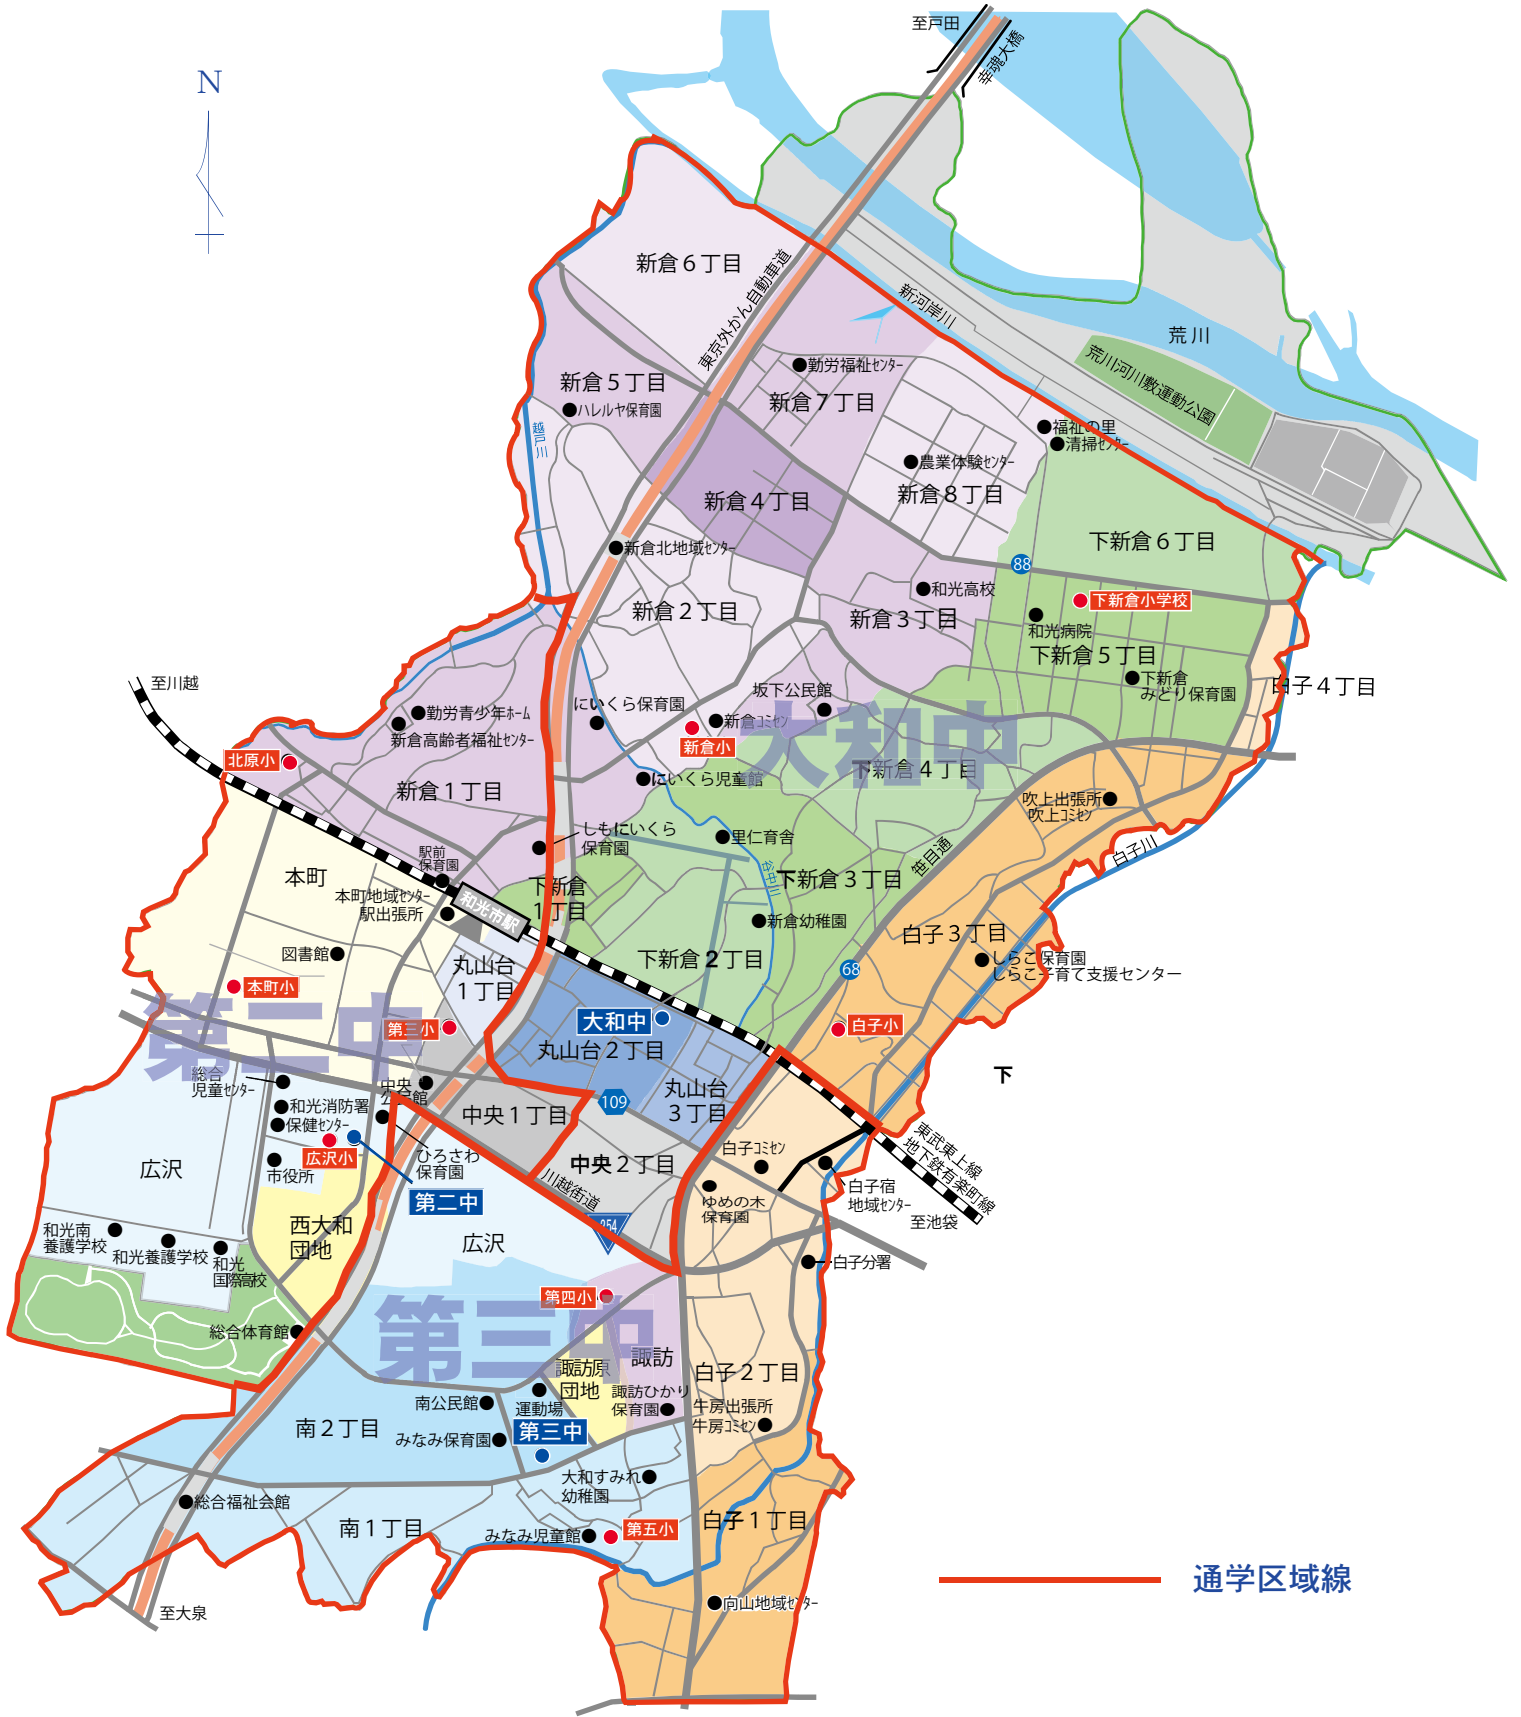 N
至戸田
幸魂大橋
新倉６丁目
東京外かん自動車道
新河岸川
荒川
荒川河川敷運動公園
勤労福祉ｾﾝﾀｰ
新倉５丁目
ハレルヤ保育園
新倉７丁目
越戸川
福祉の里
清掃ｾﾝﾀｰ
農業体験ｾﾝﾀｰ
新倉８丁目
新倉４丁目
新倉北地域ｾﾝﾀｰ
下新倉６丁目
88
和光高校
下新倉小学校
新倉２丁目
新倉３丁目
和光病院
下新倉５丁目
下新倉
みどり保育園
白子４丁目
至川越
坂下公民館
にいくら保育園
新倉ｺﾐｾﾝ
新倉小
勤労青少年ﾎｰﾑ
新倉高齢者福祉ｾﾝﾀｰ
大和中
北原小
新倉１丁目
にいくら児童館
下新倉４丁目
吹上出張所
吹上ｺﾐｾﾝ
しもにいくら
保育園
里仁育舎
谷中川
笹目通
白子川
駅前
保育園
本町
本町地域ｾﾝﾀｰ
駅出張所
和光市駅
下新倉
１丁目
下新倉３丁目
新倉幼稚園
白子３丁目
図書館
丸山台
１丁目
下新倉２丁目
68
しらこ保育園
しらこ子育て支援センター
本町小
第二中
第三小
大和中
白子小
丸山台２丁目
下
総合
児童ｾﾝﾀｰ
中央
公民館
丸山台
３丁目
109
和光消防署
保健ｾﾝﾀｰ
中央１丁目
広沢小
ひろさわ
保育園
中央２丁目
白子ｺﾐｾﾝ
東武東上線
地下鉄有楽町線
広沢
市役所
第二中
川越街道
ゆめの木
保育園
白子宿
地域ｾﾝﾀｰ
至池袋
254
和光南
養護学校
和光養護学校
和光
国際高校
西大和
団地
広沢
白子分署
第四小
第三中
総合体育館
諏訪
諏訪原
団地
白子２丁目
諏訪ひかり
保育園
南公民館
運動場
牛房出張所
牛房ｺﾐｾﾝ
南２丁目
みなみ保育園
第三中
大和すみれ
幼稚園
総合福祉会館
南１丁目
みなみ児童館
第五小
白子１丁目
向山地域ｾﾝﾀｰ
至大泉
通学区域線